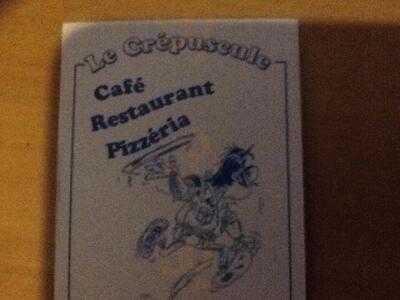 Le Crépuscule
Café
Restaurant
Pizzéria